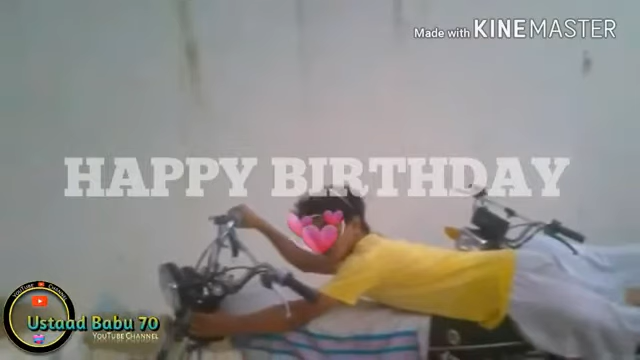 Made with KINEMASTER
HAPPY BIRTHDAY
Ustaad Babu 70
YouTube Channel